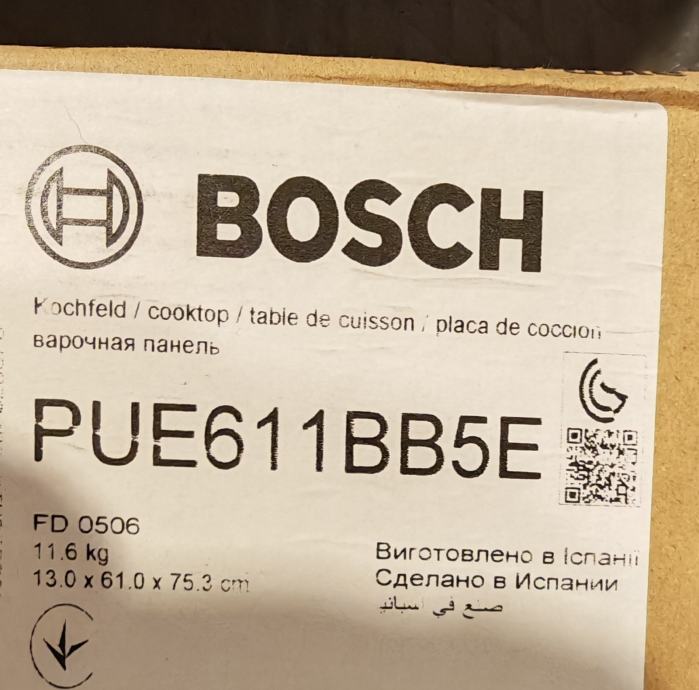 BOSCH
Kochfeld / cooktop / table de cuisson / placa de coccion
варочная панель
PUE611BB5E
FD 0506
11.6 kg
13.0 x 61.0 x 75.3 cm
Виготовлено в Іспанії
Сделано в Испании
صنع في اسبانيا